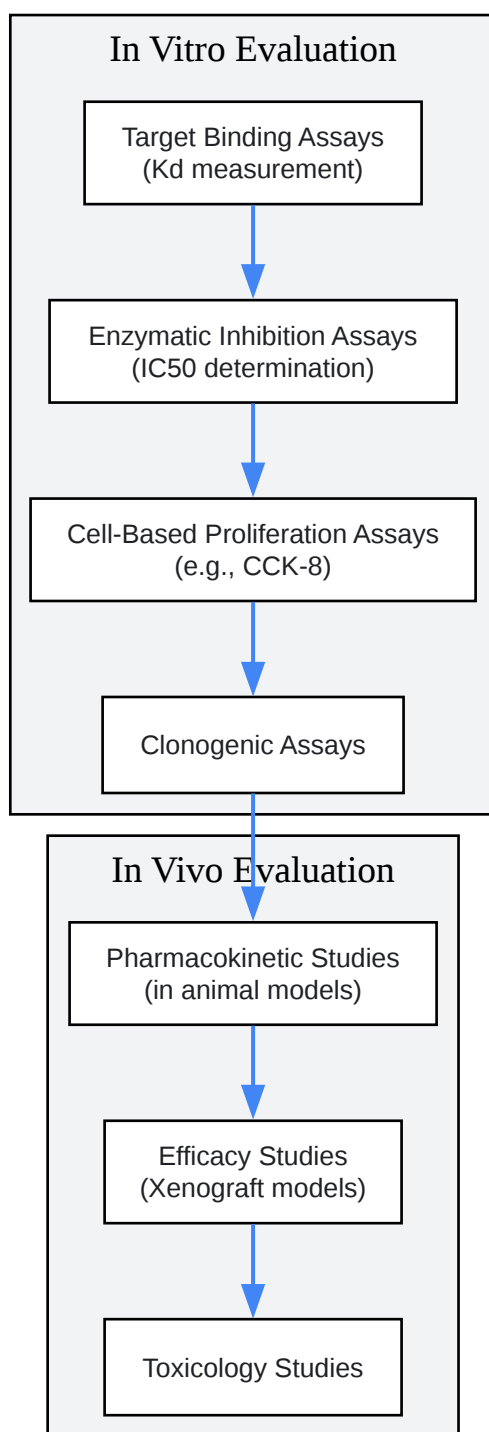 In Vitro Evaluation
Target Binding Assays
(Kd measurement)
Enzymatic Inhibition Assays
(IC50 determination)
Cell-Based Proliferation Assays
(e.g., CCK-8)
Clonogenic Assays
In Vivo Evaluation
Pharmacokinetic Studies
(in animal models)
Efficacy Studies
(Xenograft models)
Toxicology Studies